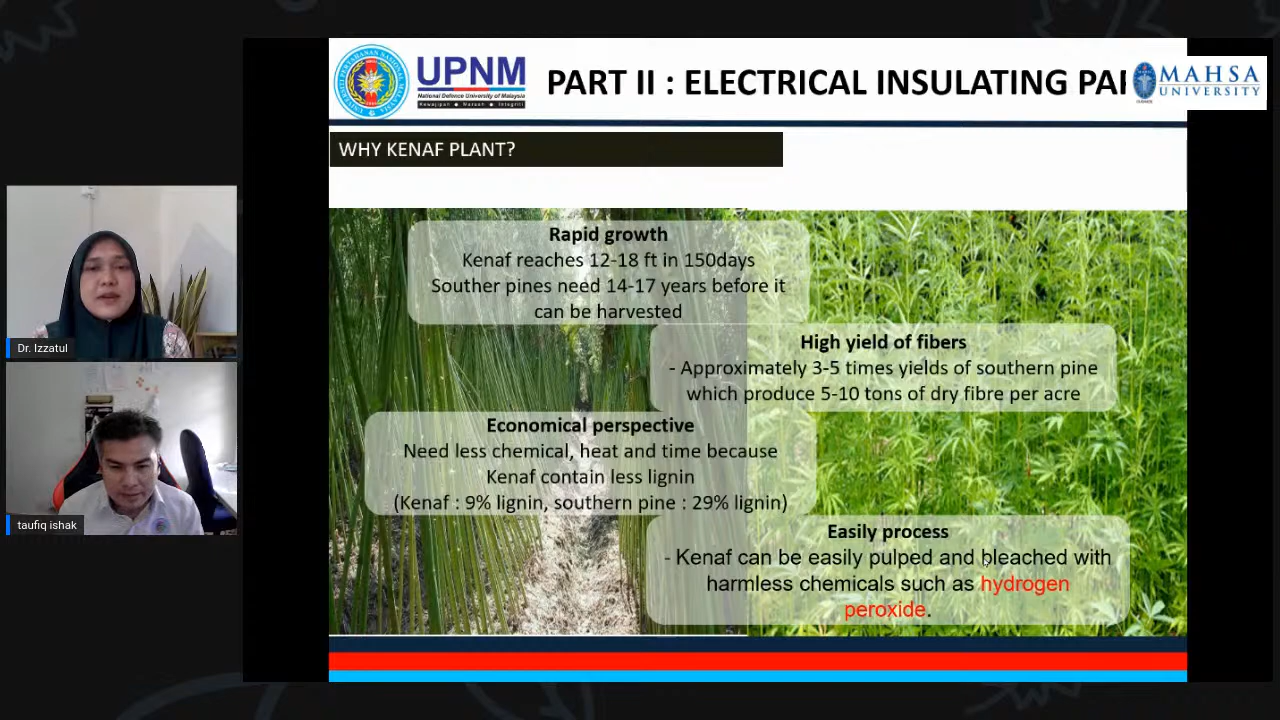 UPNM
National Defence University of Malaysia
Kewajipan ● Maruah ● Integriti
PART II : ELECTRICAL INSULATING PA
MAHSA
UNIVERSITY
WHY KENAF PLANT?
Rapid growth
Kenaf reaches 12-18 ft in 150days
Souther pines need 14-17 years before it
can be harvested
High yield of fibers
- Approximately 3-5 times yields of southern pine
which produce 5-10 tons of dry fibre per acre
Economical perspective
Need less chemical, heat and time because
Kenaf contain less lignin
(Kenaf : 9% lignin, southern pine : 29% lignin)
Easily process
- Kenaf can be easily pulped and bleached with
harmless chemicals such as hydrogen
peroxide.
Dr. Izzatul
taufiq ishak